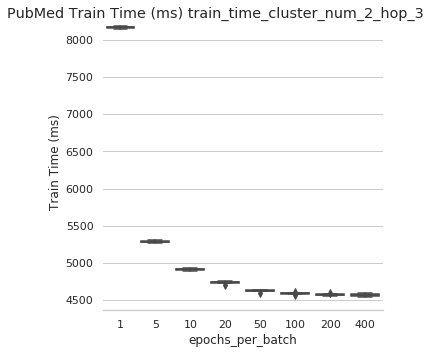 PubMed Train Time (ms) train_time_cluster_num_2_hop_3
8000
7500
7000
6500
6000
5500
5000
4500
Train Time (ms)
1 5 10 20 50 100 200 400
epochs_per_batch